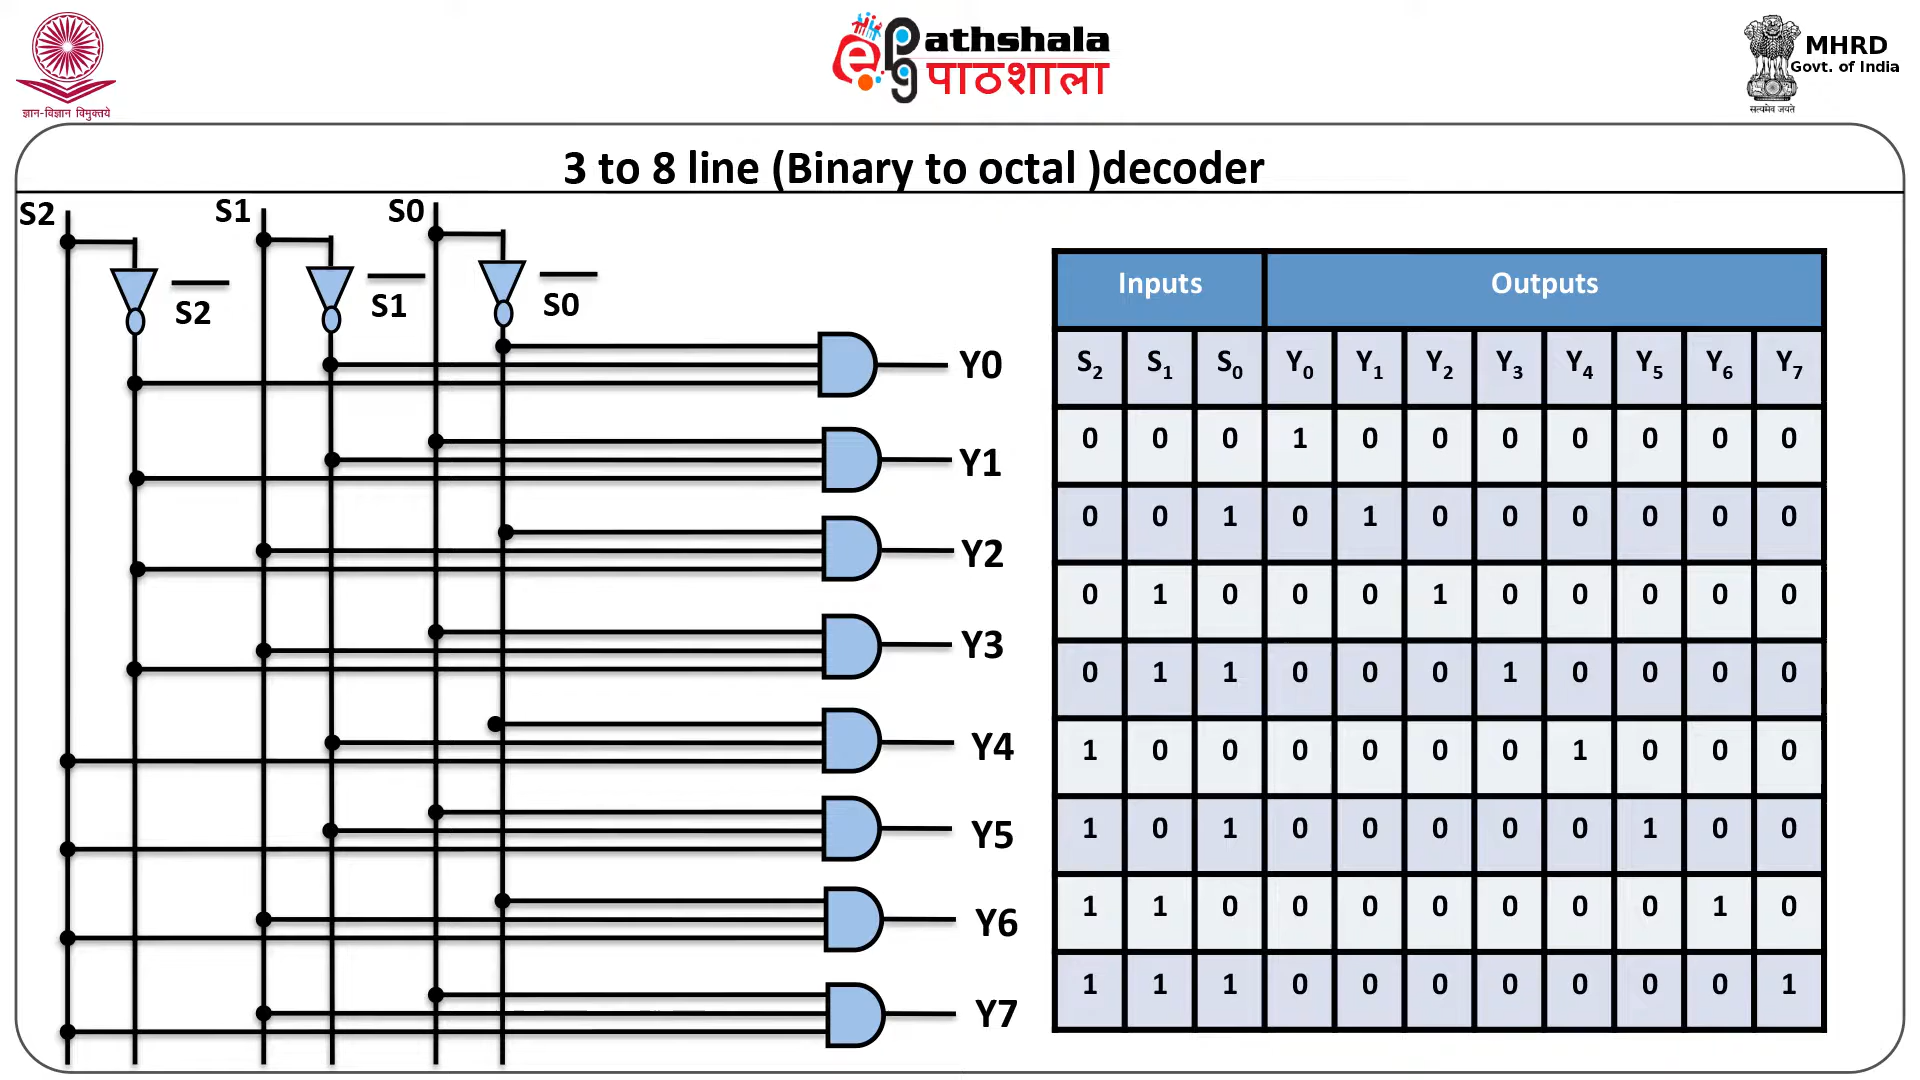 ज्ञान-विज्ञान विमुक्तये
ePG
athshala
पाठशाला
MHRD
Govt. of India
सत्यमेव जयते
3 to 8 line (Binary to octal )decoder
S2 S1 S0
S2 S1 S0
Y0
Y1
Y2
Y3
Y4
Y5
Y6
Y7
Inputs Outputs
S2 S1 S0 Y0 Y1 Y2 Y3 Y4 Y5 Y6 Y7
0 0 0 1 0 0 0 0 0 0 0
0 0 1 0 1 0 0 0 0 0 0
0 1 0 0 0 1 0 0 0 0 0
0 1 1 0 0 0 1 0 0 0 0
1 0 0 0 0 0 0 1 0 0 0
1 0 1 0 0 0 0 0 1 0 0
1 1 0 0 0 0 0 0 0 1 0
1 1 1 0 0 0 0 0 0 0 1